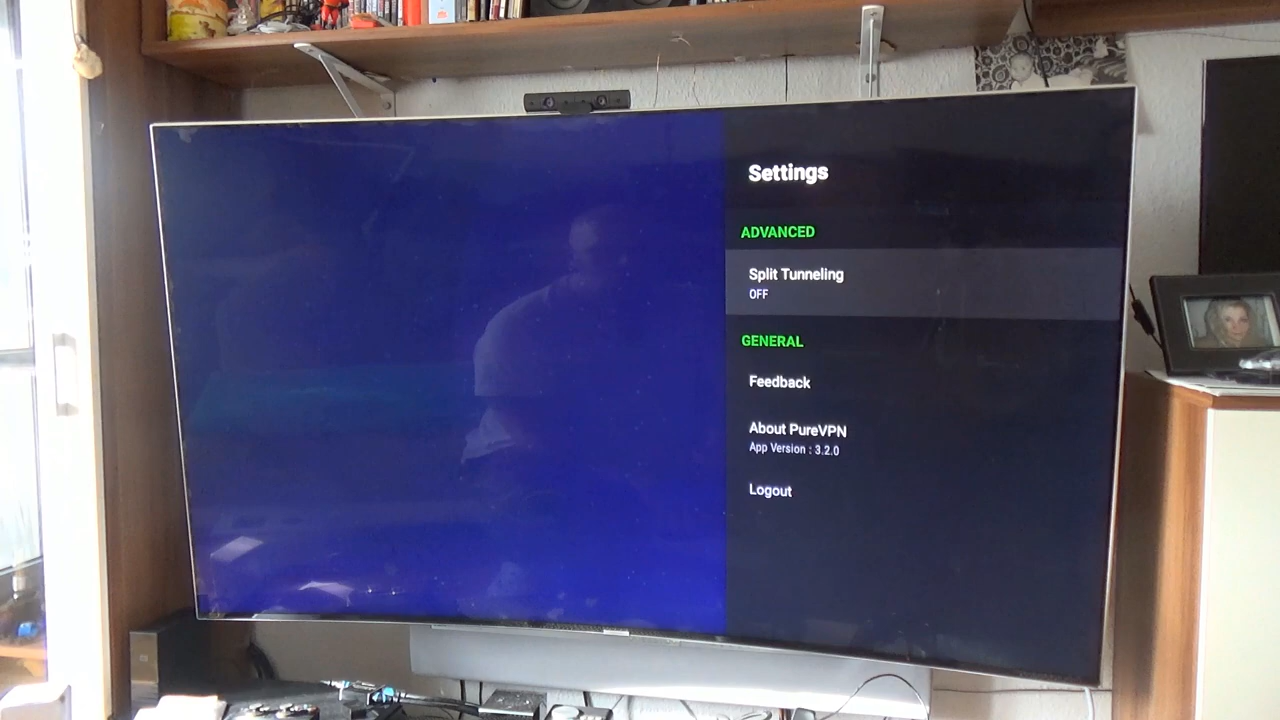 Settings
ADVANCED
Split Tunneling
OFF
GENERAL
Feedback
About PureVPN
App Version : 3.2.0
Logout